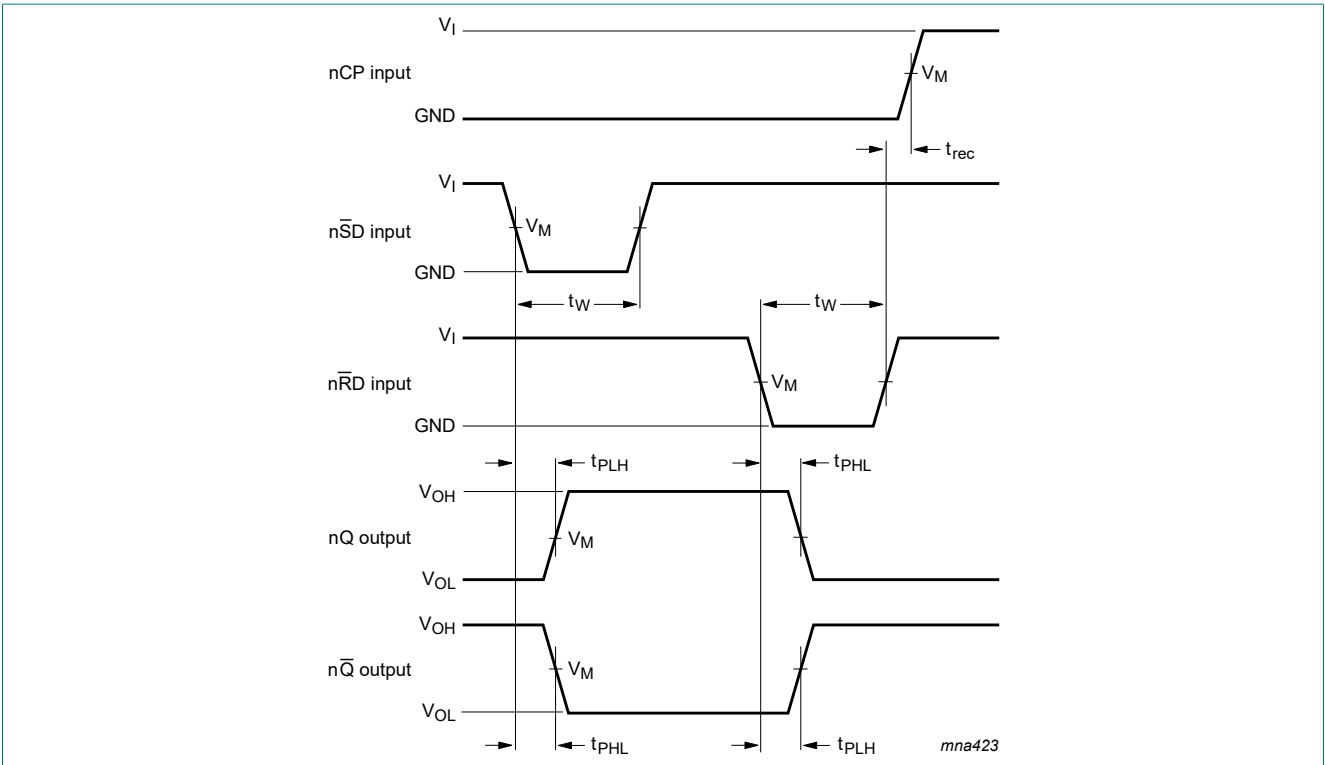 V_I
nCP input
V_M
GND
t_rec
V_I
nS̅D input
V_M
GND
t_W
t_W
V_I
nR̅D input
V_M
GND
t_PLH
t_PHL
V_OH
nQ output
V_M
V_OL
V_OH
nQ̅ output
V_M
V_OL
t_PHL
t_PLH
mna423